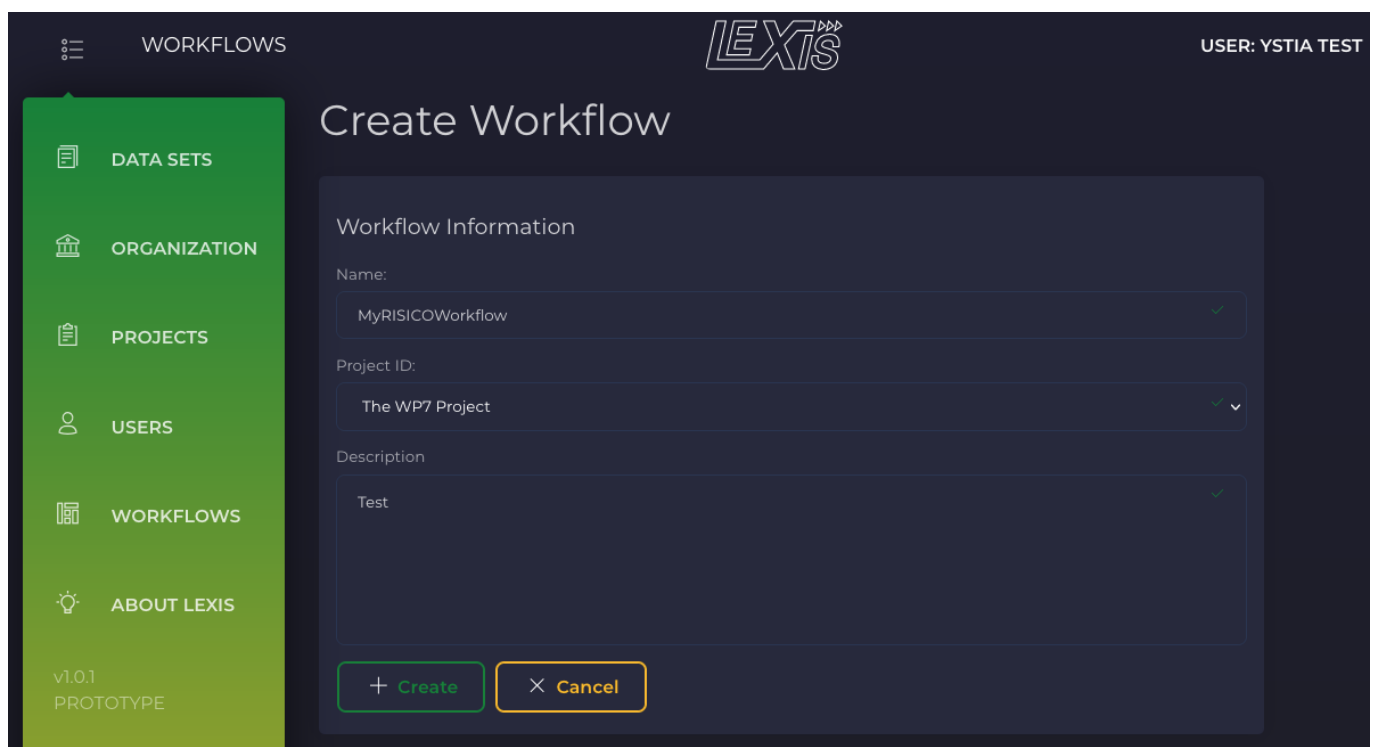 WORKFLOWS
LEXIS
USER: YSTIA TEST
DATA SETS
ORGANIZATION
PROJECTS
USERS
WORKFLOWS
ABOUT LEXIS
v1.0.1
PROTOTYPE
Create Workflow
Workflow Information
Name:
MyRISICOWorkflow
Project ID:
The WP7 Project
Description
Test
Create
Cancel